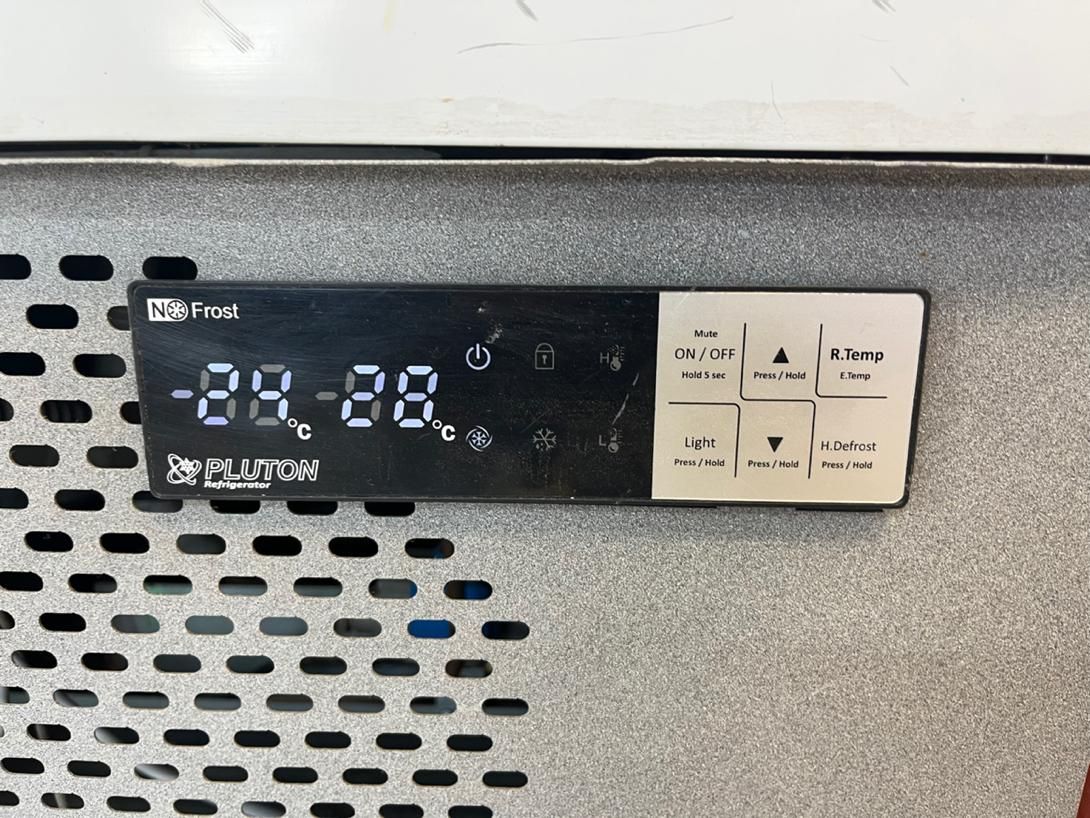 NO Frost
-24 °C 28 °C
PLUTON
Refrigerator
H
L
Mute
ON / OFF
Hold 5 sec
▲
Press / Hold
R.Temp
E.Temp
Light
Press / Hold
▼
Press / Hold
H.Defrost
Press / Hold